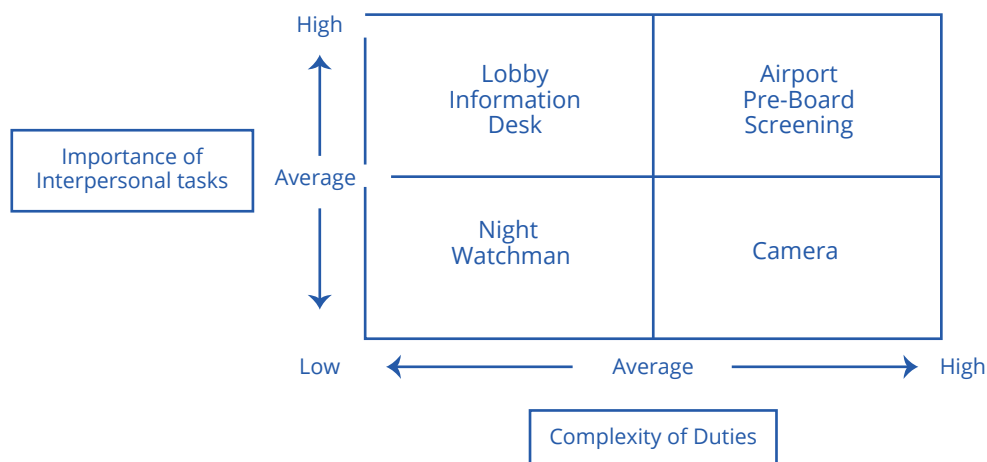 High
Lobby
Information
Desk
Airport
Pre-Board
Screening
Importance of
Interpersonal tasks
Average
Night
Watchman
Camera
Low
Average
High
Complexity of Duties